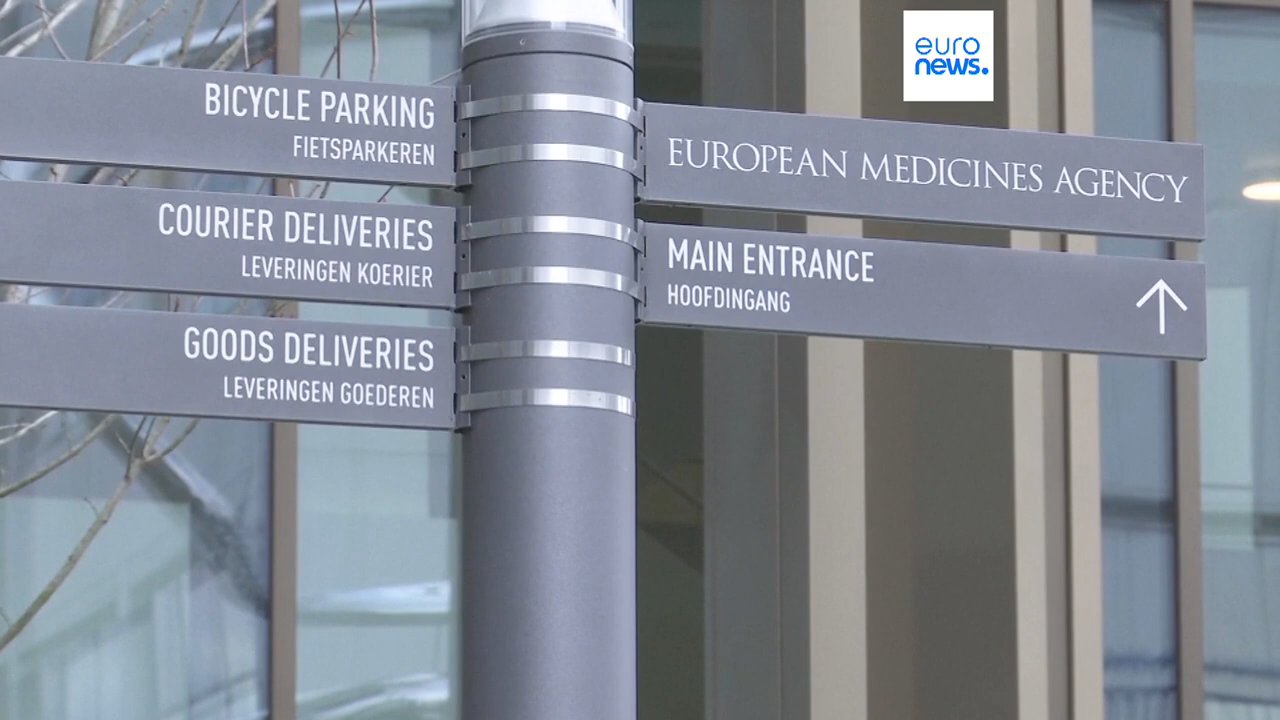 euro
news.
BICYCLE PARKING
FIETSPARKEREN
COURIER DELIVERIES
LEVERINGEN KOERIER
GOODS DELIVERIES
LEVERINGEN GOEDEREN
EUROPEAN MEDICINES AGENCY
MAIN ENTRANCE
HOOFDINGANG